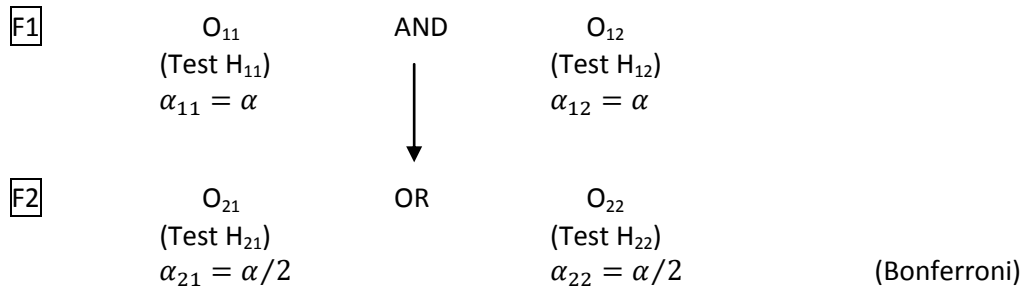 F1 O₁₁ AND O₁₂
(Test H₁₁) (Test H₁₂)
𝛼₁₁ = 𝛼 𝛼₁₂ = 𝛼
F2 O₂₁ OR O₂₂
(Test H₂₁) (Test H₂₂)
𝛼₂₁ = 𝛼/2 𝛼₂₂ = 𝛼/2 (Bonferroni)